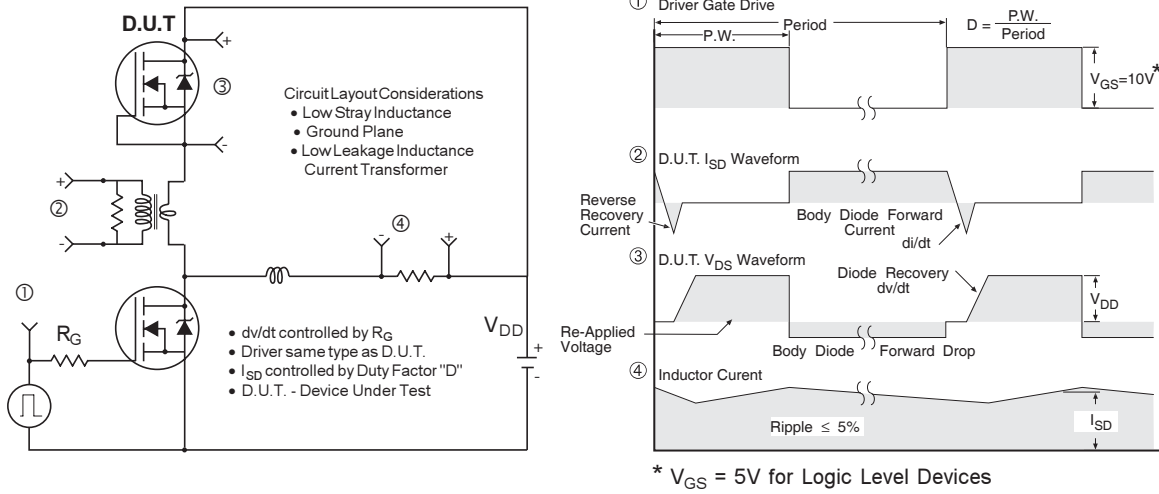 D.U.T
+
③
-
Circuit Layout Considerations
• Low Stray Inductance
• Ground Plane
• Low Leakage Inductance
Current Transformer
+
②
-
④
-
+
①
R_G
• dv/dt controlled by R_G
• Driver same type as D.U.T.
• I_SD controlled by Duty Factor "D"
• D.U.T. - Device Under Test
V_DD
+
-
① Driver Gate Drive
Period
P.W.
D = P.W. / Period
V_GS=10V*
② D.U.T. I_SD Waveform
Reverse
Recovery
Current
Body Diode Forward
Current
di/dt
③ D.U.T. V_DS Waveform
Diode Recovery
dv/dt
V_DD
Re-Applied
Voltage
Body Diode Forward Drop
④ Inductor Curent
Ripple ≤ 5%
I_SD
* V_GS = 5V for Logic Level Devices